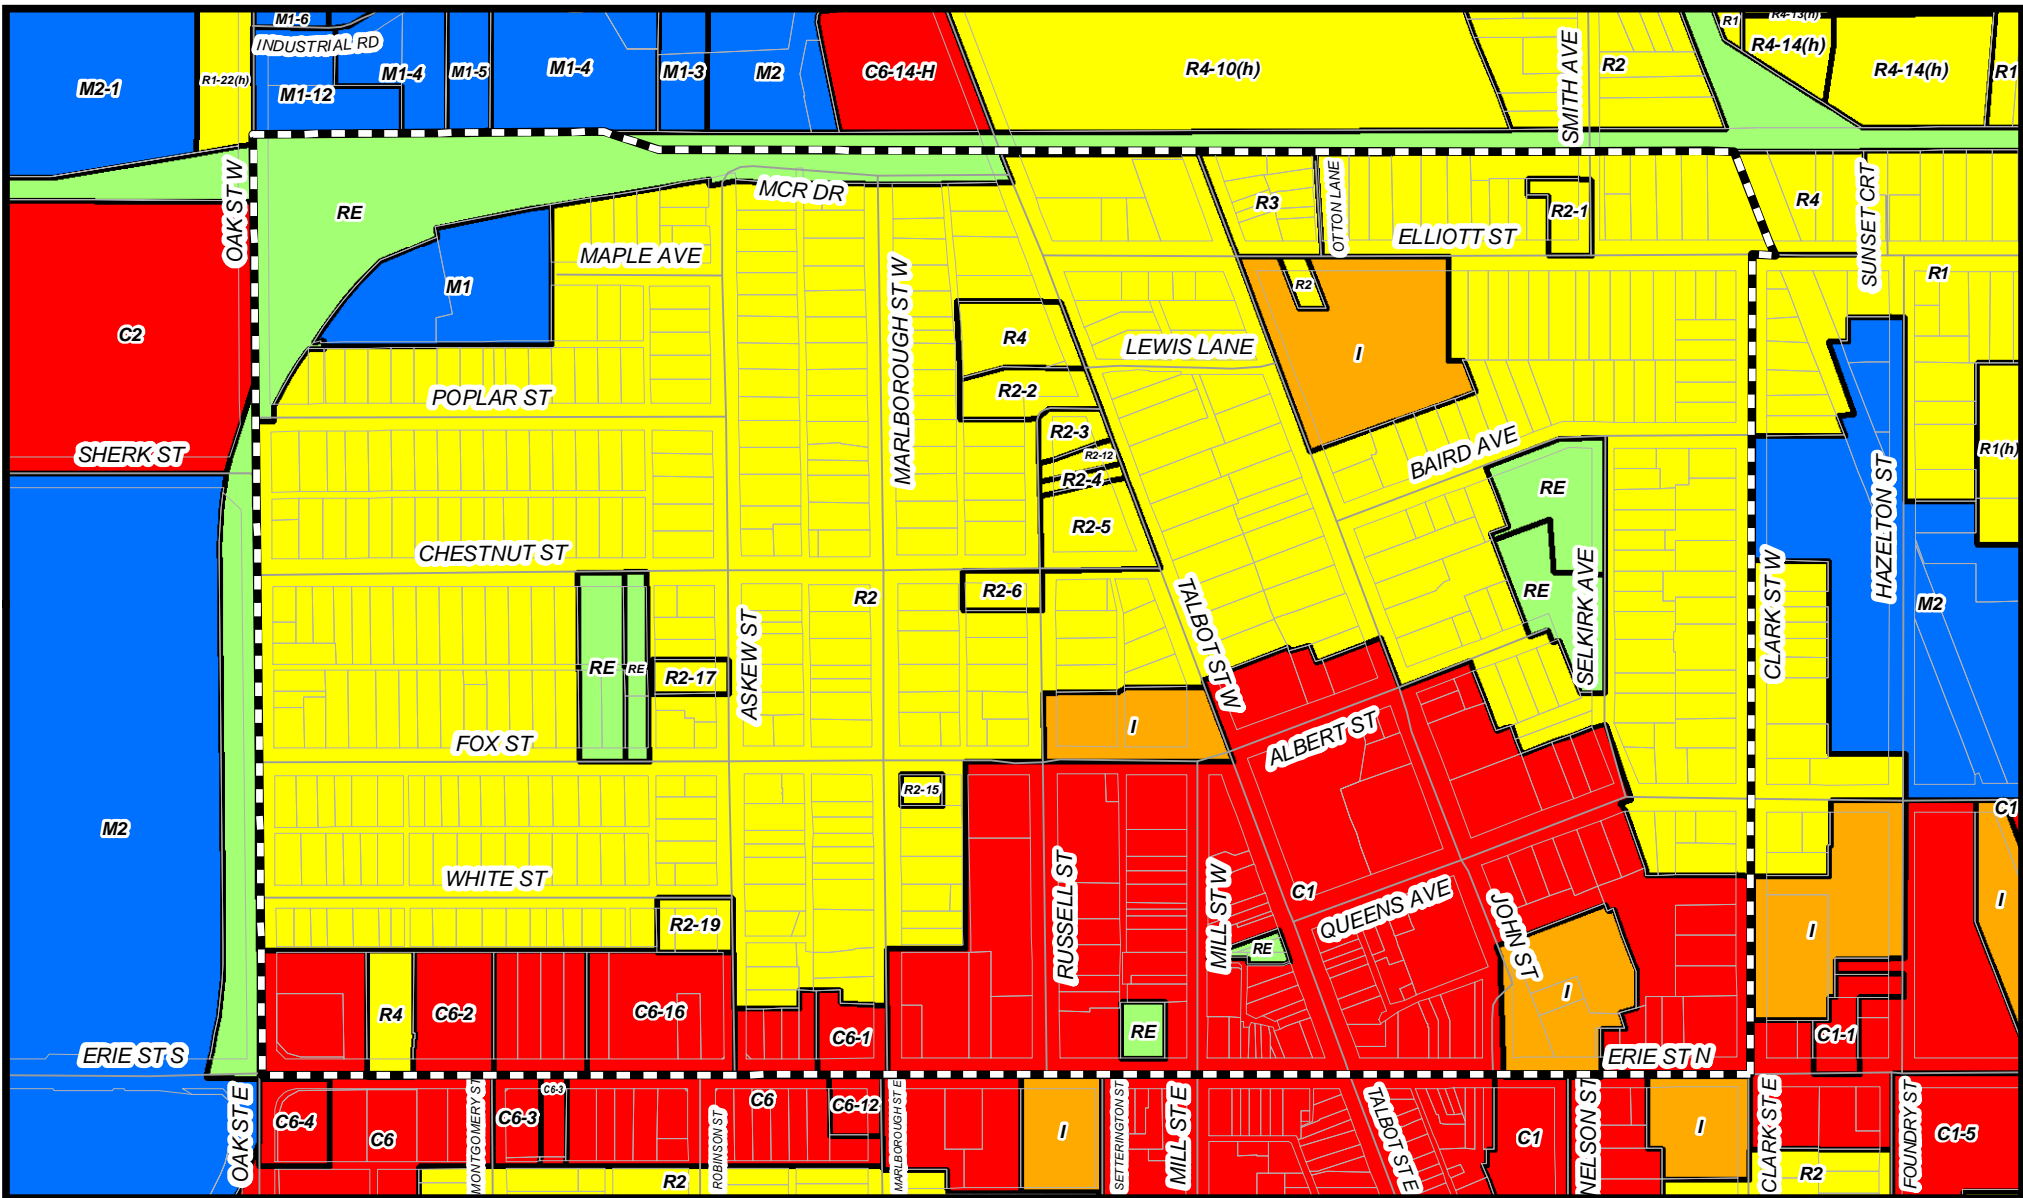 M1-6
R1
R4-13(h)
INDUSTRIAL RD
M2-1
R1-22(h)
M1-4
M1-5
M1-4
M1-3
M2
C6-14-H
R4-10(h)
SMITH AVE
R2
R4-14(h)
R4-14(h)
R1
M1-12
OAK ST W
RE
MCR DR
R3
OTTON LANE
R2-1
R4
SUNSET CRT
ELLIOTT ST
MAPLE AVE
MARLBOROUGH ST W
R1
M1
R2
C2
R4
LEWIS LANE
I
POPLAR ST
R2-2
R2-3
SHERK ST
R2-12
R2-4
BAIRD AVE
R1(h)
RE
R2-5
HAZELTON ST
CHESTNUT ST
R2
R2-6
TALBOT ST W
RE
SELKIRK AVE
CLARK ST W
M2
ASKEW ST
RE
RE
R2-17
FOX ST
I
ALBERT ST
R2-15
M2
C1
WHITE ST
RUSSELL ST
MILL ST W
C1
QUEENS AVE
JOHN ST
I
I
R2-19
RE
I
R4
C6-2
C6-16
C6-1
RE
C1-1
ERIE ST S
ERIE ST N
OAK ST E
C6-4
C6
MONTGOMERY ST
C6-3
C6-3
ROBINSON ST
C6
C6-12
MARLBOROUGH ST E
I
SETTERINGTON ST
MILL ST E
TALBOT ST E
C1
NELSON ST
I
CLARK ST E
FOUNDRY ST
C1-5
R2
R2